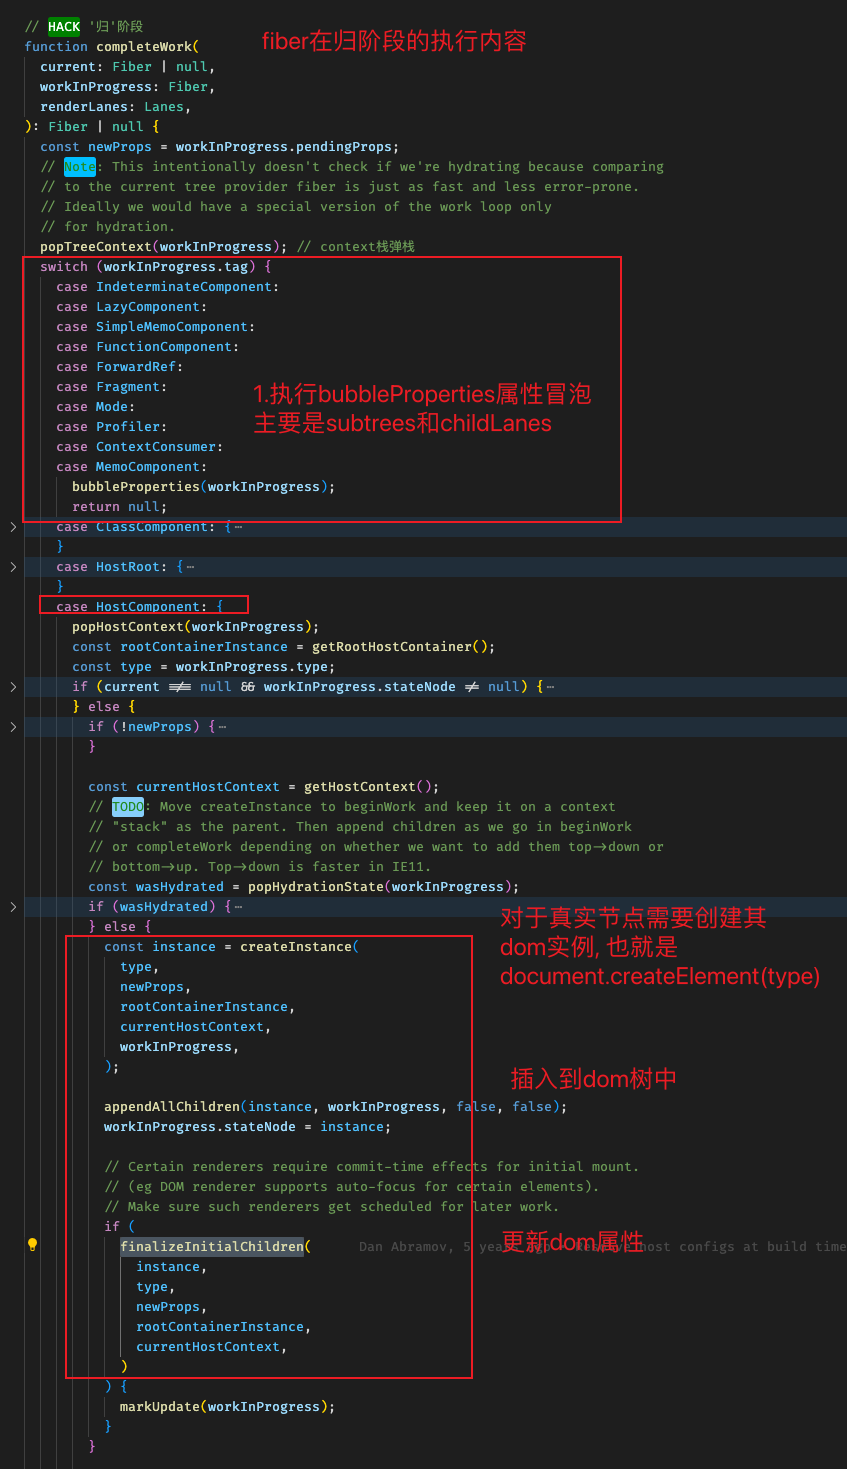 // HACK '归'阶段
function completeWork(
fiber在归阶段的执行内容
current: Fiber | null,
workInProgress: Fiber,
renderLanes: Lanes,
): Fiber | null {
const newProps = workInProgress.pendingProps;
// Note: This intentionally doesn't check if we're hydrating because comparing
// to the current tree provider fiber is just as fast and less error-prone.
// Ideally we would have a special version of the work loop only
// for hydration.
popTreeContext(workInProgress); // context栈弹栈
switch (workInProgress.tag) {
case IndeterminateComponent:
case LazyComponent:
case SimpleMemoComponent:
case FunctionComponent:
case ForwardRef:
case Fragment:
1.执行bubbleProperties属性冒泡
case Mode:
主要是subtrees和childLanes
case Profiler:
case ContextConsumer:
case MemoComponent:
bubbleProperties(workInProgress);
return null;
case ClassComponent: {⋯
}
case HostRoot: {⋯
}
case HostComponent: {
popHostContext(workInProgress);
const rootContainerInstance = getRootHostContainer();
const type = workInProgress.type;
if (current !== null && workInProgress.stateNode != null) {⋯
} else {
if (!newProps) {⋯
}
const currentHostContext = getHostContext();
// TODO: Move createInstance to beginWork and keep it on a context
// "stack" as the parent. Then append children as we go in beginWork
// or completeWork depending on whether we want to add them top->down or
// bottom->up. Top->down is faster in IE11.
const wasHydrated = popHydrationState(workInProgress);
if (wasHydrated) {⋯
} else {
对于真实节点需要创建其
dom实例, 也就是
document.createElement(type)
const instance = createInstance(
type,
newProps,
rootContainerInstance,
currentHostContext,
workInProgress,
);
插入到dom树中
appendAllChildren(instance, workInProgress, false, false);
workInProgress.stateNode = instance;
// Certain renderers require commit-time effects for initial mount.
// (eg DOM renderer supports auto-focus for certain elements).
// Make sure such renderers get scheduled for later work.
if (
更新dom属性
finalizeInitialChildren( Dan Abramov, 5 years ago • Resolve host configs at build time
instance,
type,
newProps,
rootContainerInstance,
currentHostContext,
)
) {
markUpdate(workInProgress);
}
}